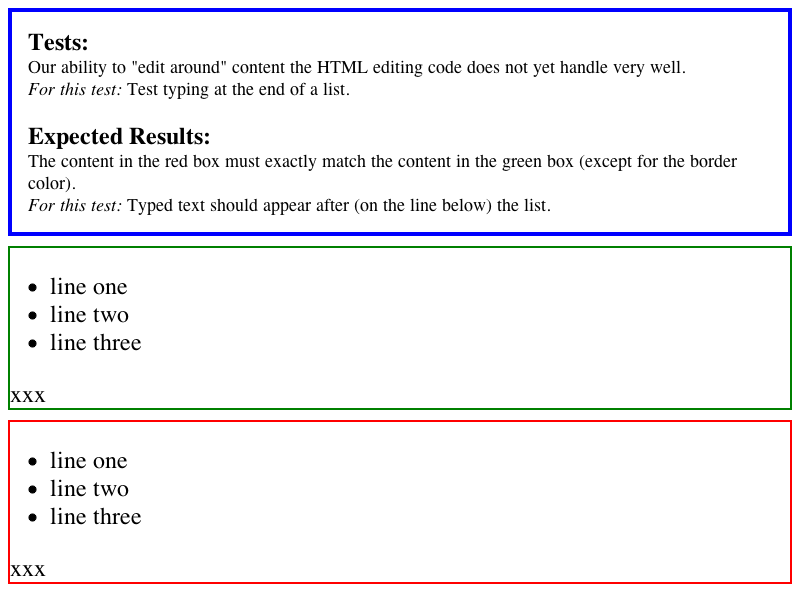 Tests:
Our ability to "edit around" content the HTML editing code does not yet handle very well.
For this test: Test typing at the end of a list.
Expected Results:
The content in the red box must exactly match the content in the green box (except for the border
color).
For this test: Typed text should appear after (on the line below) the list.
• line one
• line two
• line three
xxx
• line one
• line two
• line three
xxx